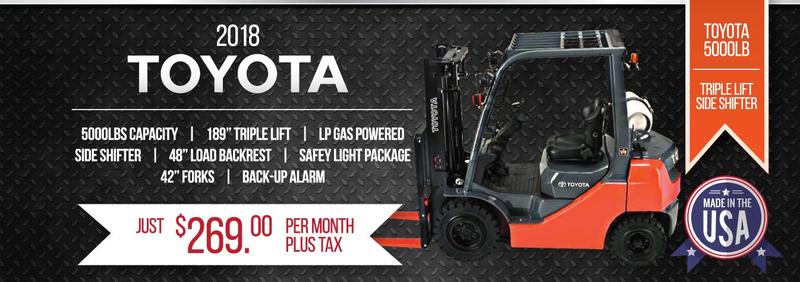 2018
TOYOTA
5000LBS CAPACITY | 189" TRIPLE LIFT | LP GAS POWERED
SIDE SHIFTER | 48" LOAD BACKREST | SAFEY LIGHT PACKAGE
42" FORKS | BACK-UP ALARM
JUST $269.00 PER MONTH
PLUS TAX
TOYOTA
TOYOTA
TOYOTA
5000LB
TRIPLE LIFT
SIDE SHIFTER
MADE IN THE
USA